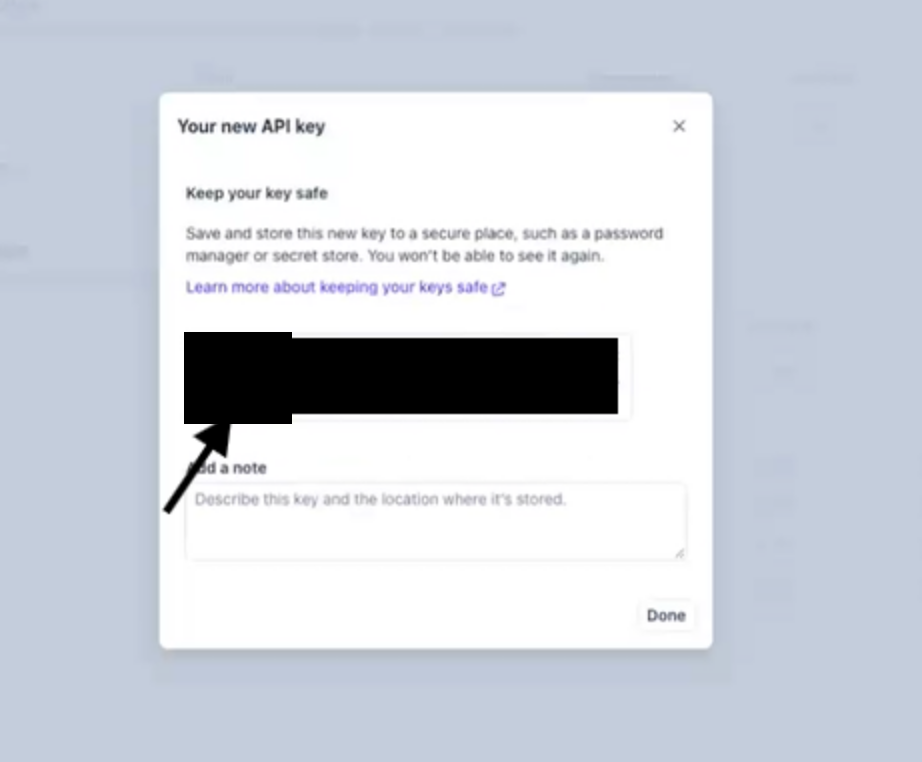 Your new API key
Keep your key safe
Save and store this new key to a secure place, such as a password
manager or secret store. You won't be able to see it again.
Learn more about keeping your keys safe
Add a note
Describe this key and the location where it's stored.
Done